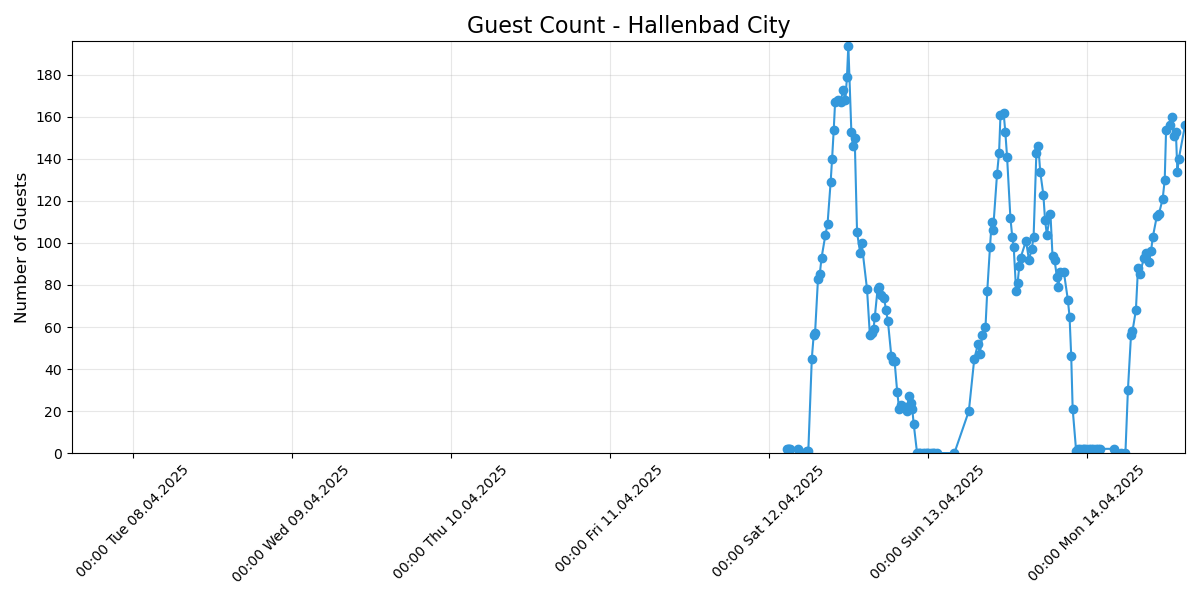 Guest Count - Hallenbad City
Number of Guests
180
160
140
120
100
80
60
40
20
0
00:00 Tue 08.04.2025
00:00 Wed 09.04.2025
00:00 Thu 10.04.2025
00:00 Fri 11.04.2025
00:00 Sat 12.04.2025
00:00 Sun 13.04.2025
00:00 Mon 14.04.2025